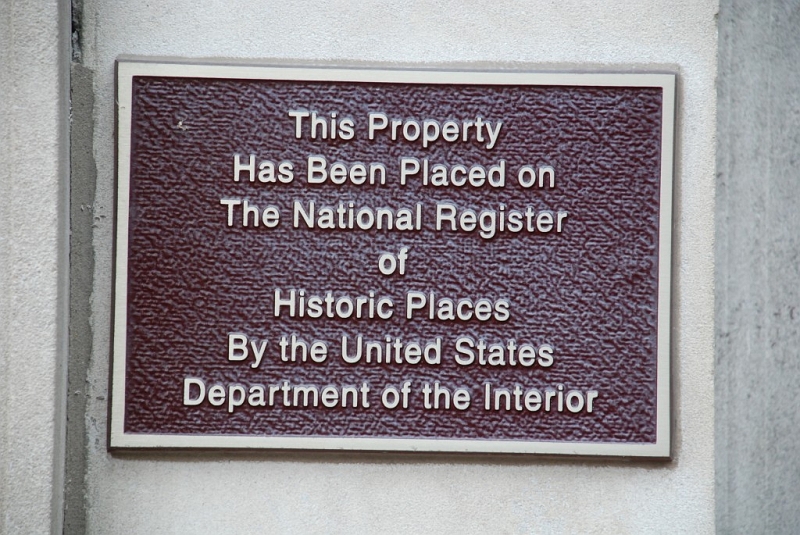 This Property
Has Been Placed on
The National Register
of
Historic Places
By the United States
Department of the Interior